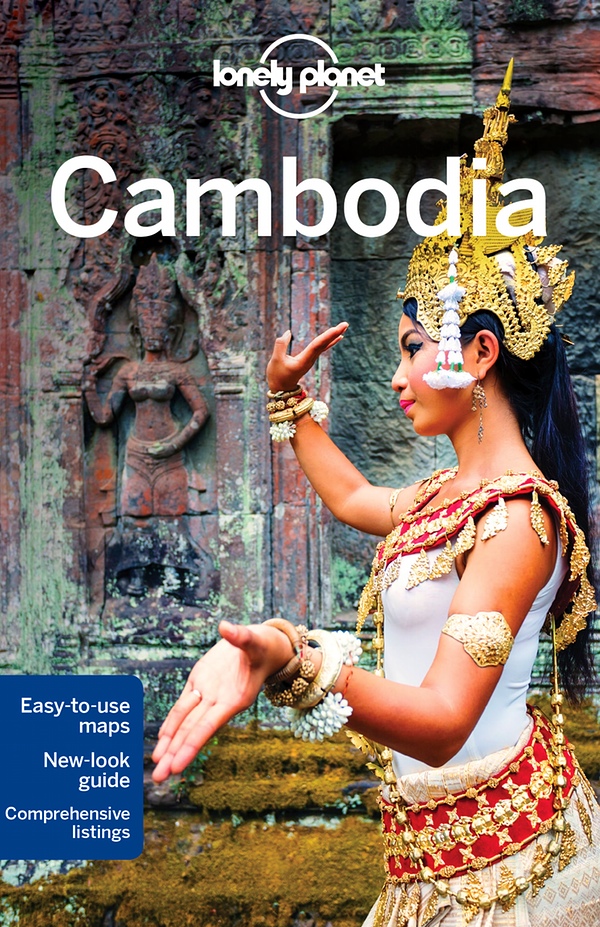 lonely planet
Cambodia
Easy-to-use
maps
New-look
guide
Comprehensive
listings